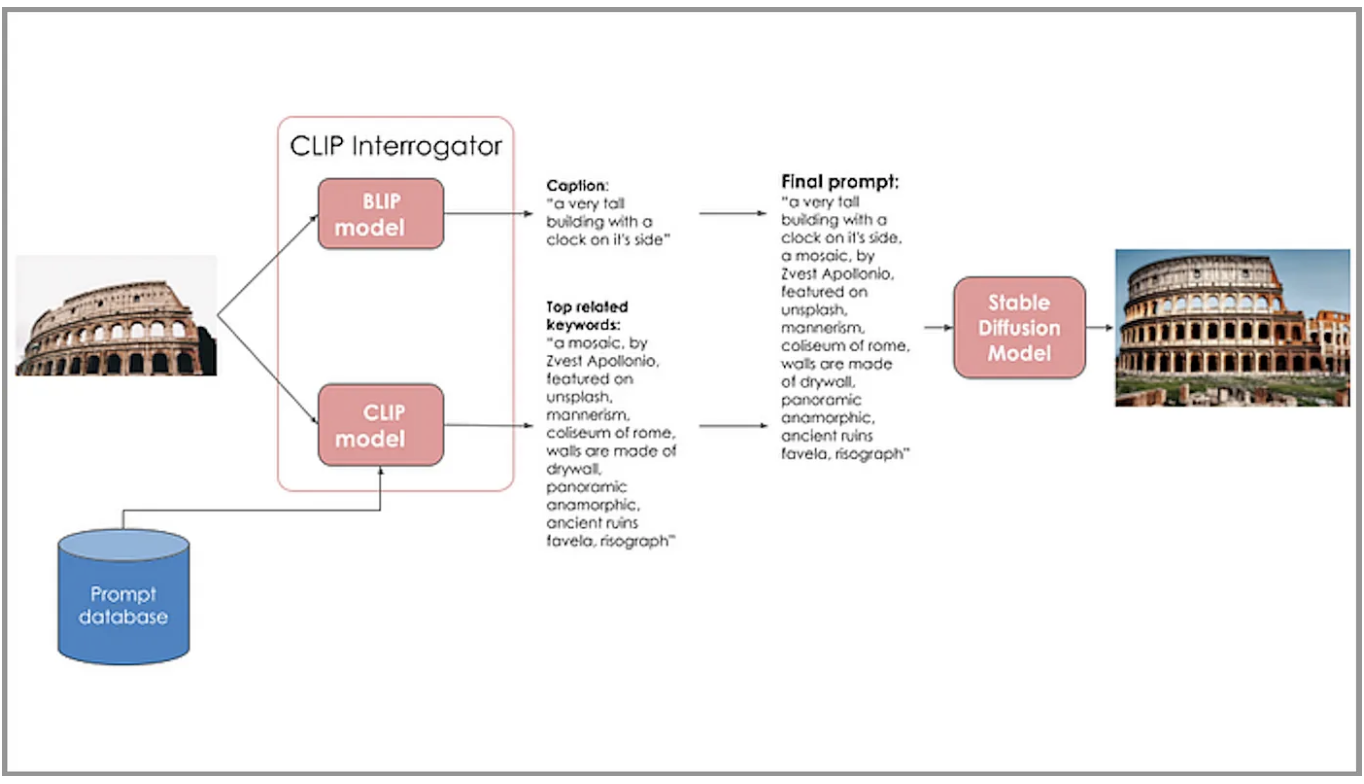 CLIP Interrogator
BLIP
model
Caption:
"a very tall
building with a
clock on it's side"
Final prompt:
"a very tall
building with a
clock on it's side,
a mosaic, by
Zvest Apollonio,
featured on
unsplash,
mannerism,
coliseum of rome,
walls are made
of drywall,
panoramic
anamorphic,
ancient ruins
favela, risograph"
Top related
keywords:
"a mosaic, by
Zvest Apollonio,
featured on
unsplash,
mannerism,
coliseum of rome,
walls are made of
drywall,
panoramic
anamorphic,
ancient ruins
favela, risograph"
CLIP
model
Stable
Diffusion
Model
Prompt
database